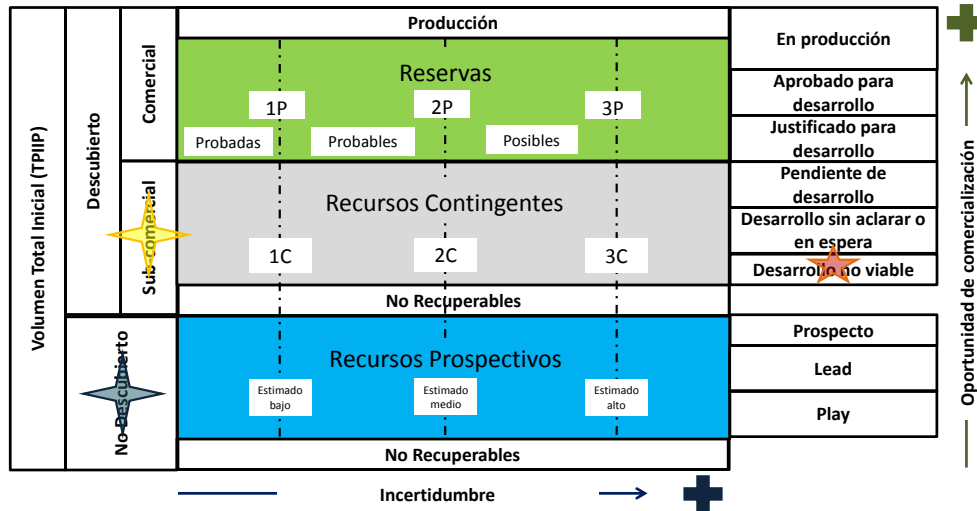 Volumen Total Inicial (TPIIP)
Descubierto
No Descubierto
Comercial
Sub-comercial
Producción
Reservas
1P
2P
3P
Probadas
Probables
Posibles
Recursos Contingentes
1C
2C
3C
No Recuperables
Recursos Prospectivos
Estimado
bajo
Estimado
medio
Estimado
alto
No Recuperables
En producción
Aprobado para
desarrollo
Justificado para
desarrollo
Pendiente de
desarrollo
Desarrollo sin aclarar o
en espera
Desarrollo no viable
Prospecto
Lead
Play
Oportunidad de comercialización
Incertidumbre